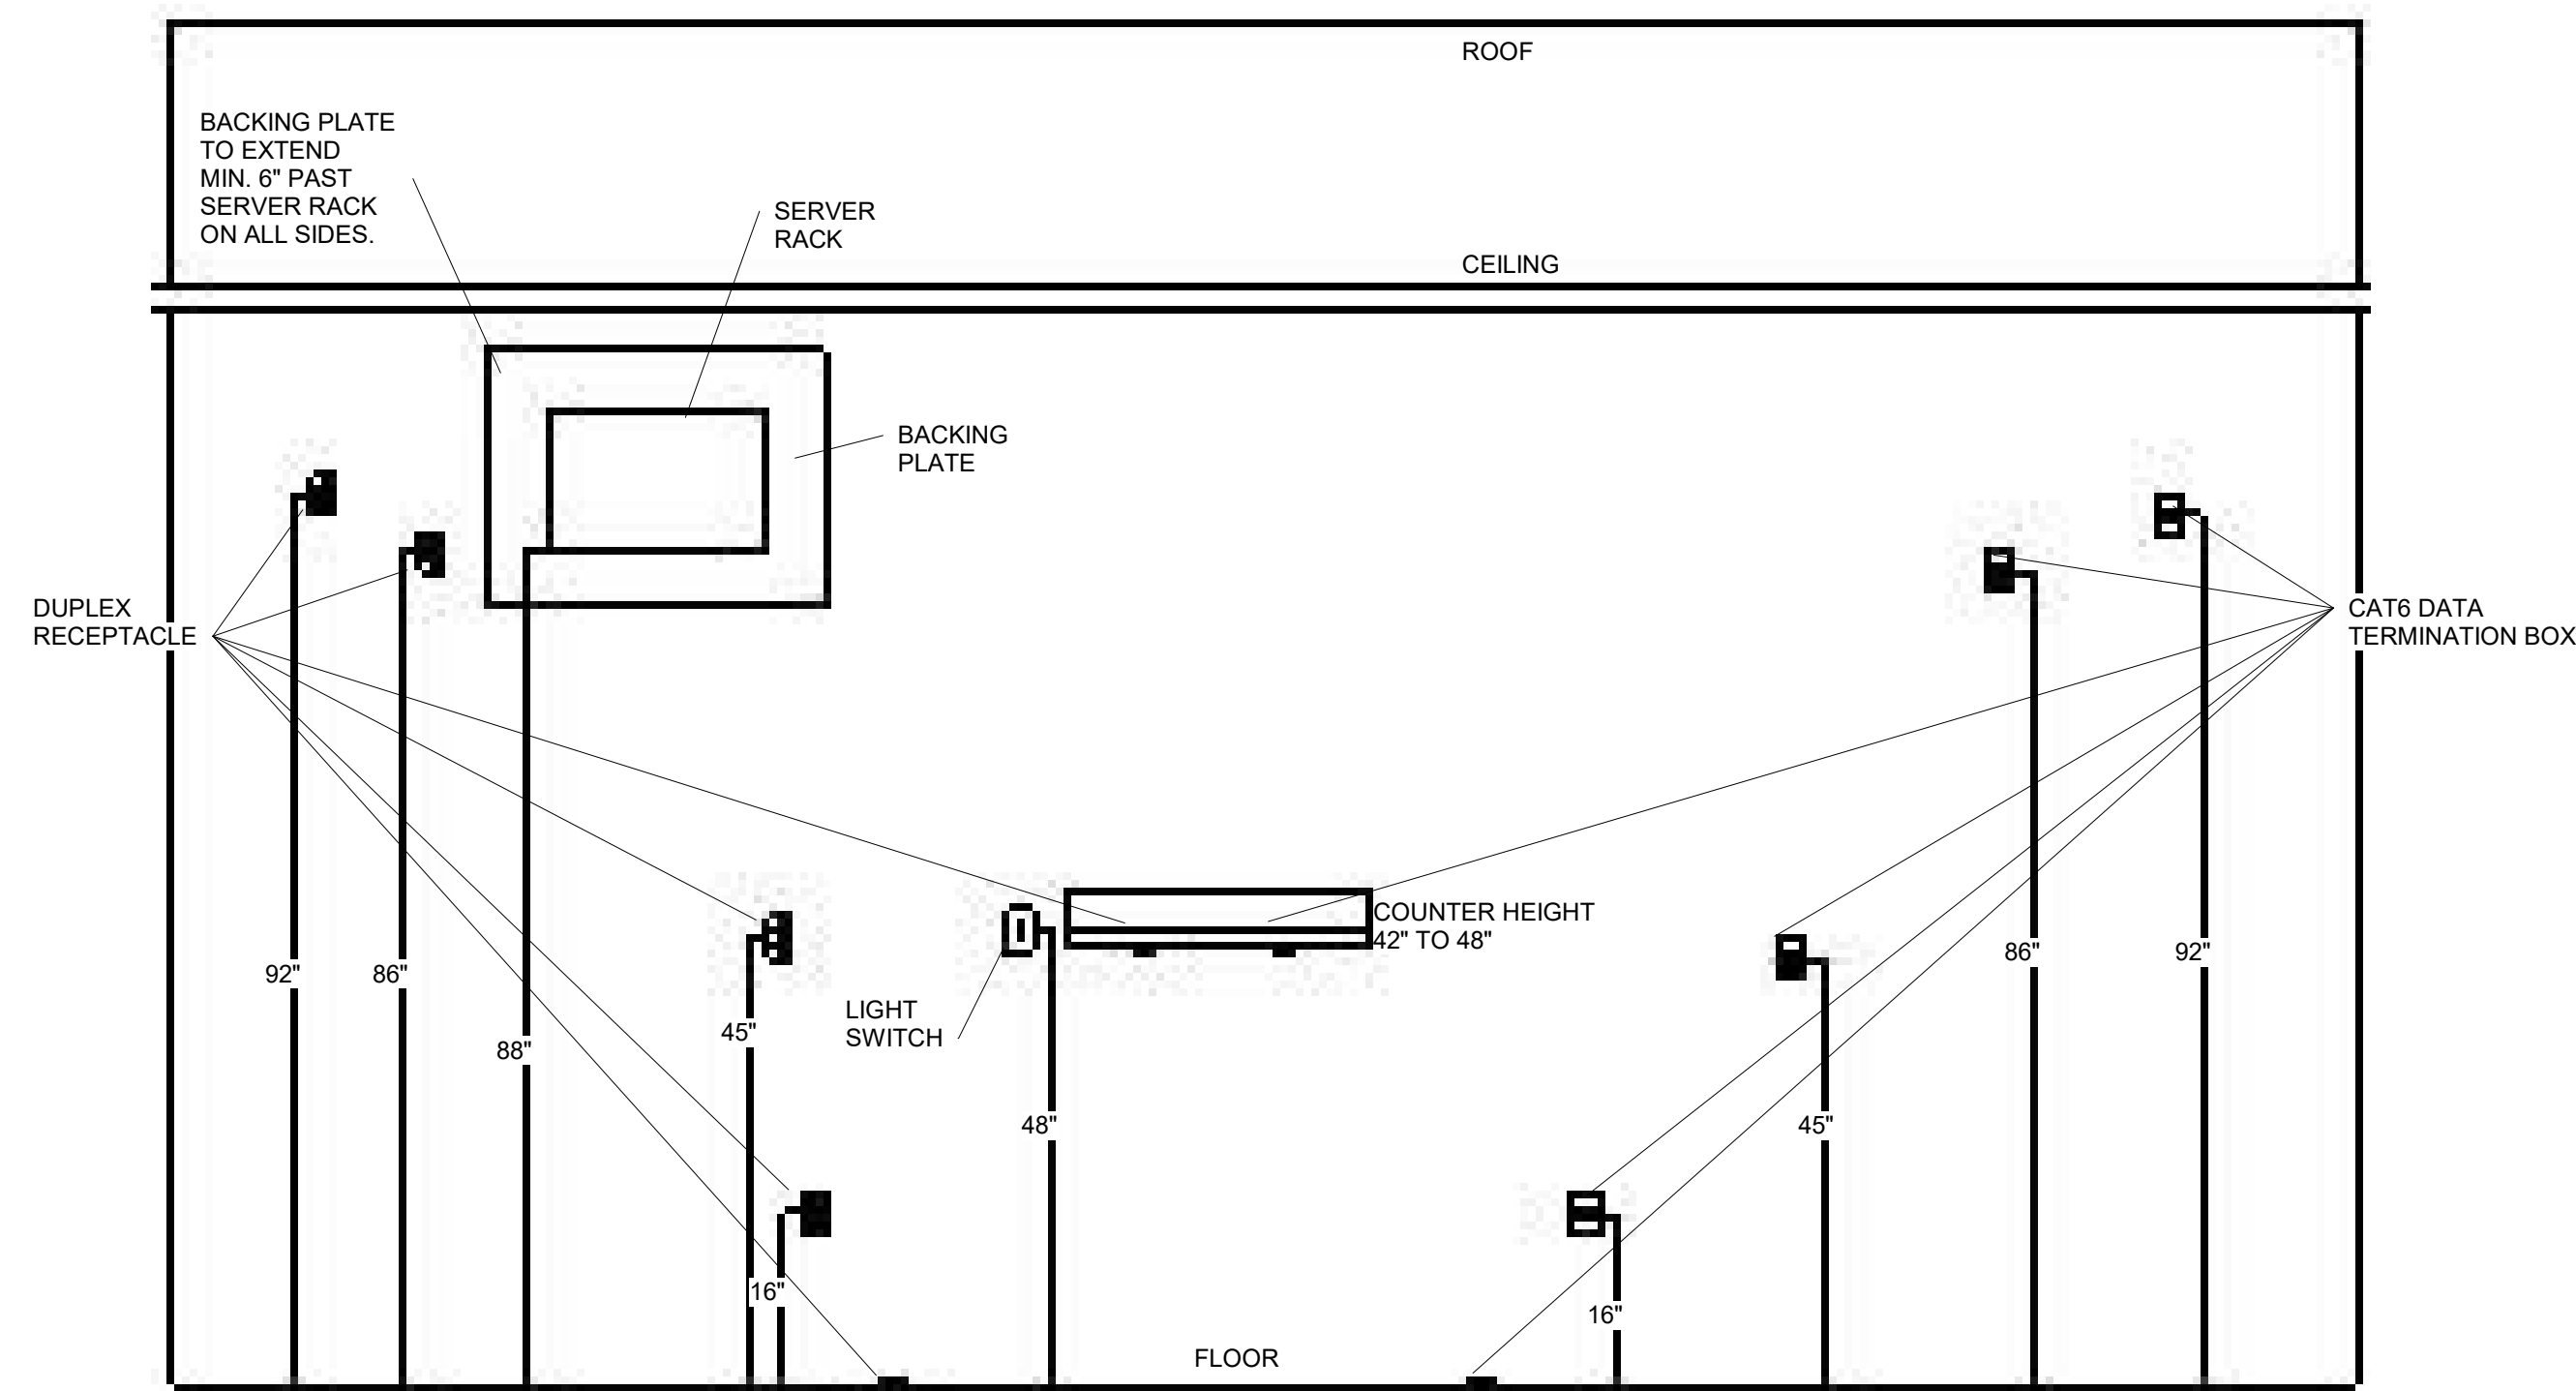 ROOF
BACKING PLATE
TO EXTEND
MIN. 6" PAST
SERVER RACK
ON ALL SIDES.
SERVER
RACK
CEILING
BACKING
PLATE
DUPLEX
RECEPTACLE
CAT6 DATA
TERMINATION BOX
COUNTER HEIGHT
42" TO 48"
92"
86"
88"
45"
LIGHT
SWITCH
48"
45"
86"
92"
16"
16"
FLOOR